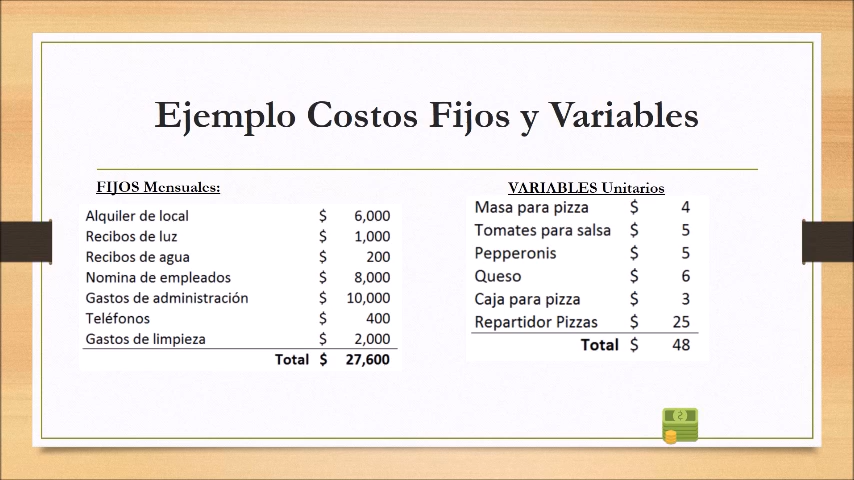 Ejemplo Costos Fijos y Variables
FIJOS Mensuales:
Alquiler de local $ 6,000
Recibos de luz $ 1,000
Recibos de agua $ 200
Nomina de empleados $ 8,000
Gastos de administración $ 10,000
Teléfonos $ 400
Gastos de limpieza $ 2,000
Total $ 27,600
VARIABLES Unitarios
Masa para pizza $ 4
Tomates para salsa $ 5
Pepperonis $ 5
Queso $ 6
Caja para pizza $ 3
Repartidor Pizzas $ 25
Total $ 48